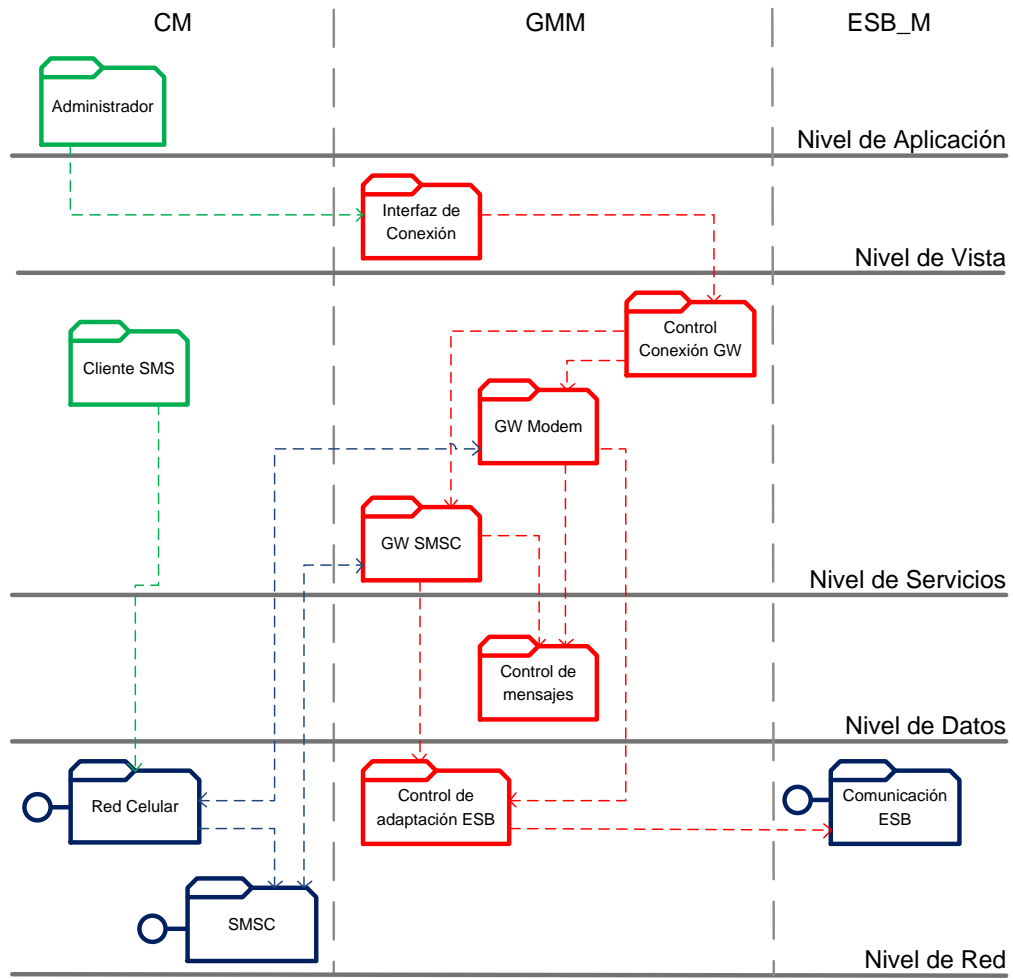 CM
GMM
ESB_M
Administrador
Nivel de Aplicación
Interfaz de
Conexión
Nivel de Vista
Control
Conexión GW
Cliente SMS
GW Modem
GW SMSC
Nivel de Servicios
Control de
mensajes
Nivel de Datos
Red Celular
Control de
adaptación ESB
Comunicación
ESB
SMSC
Nivel de Red